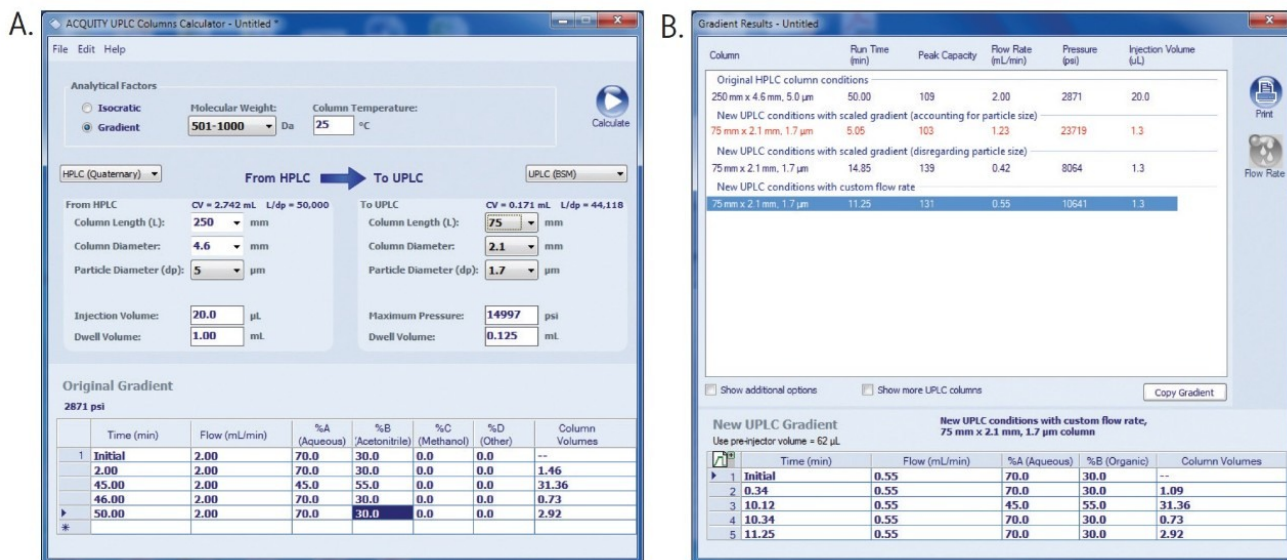 A.
ACQUITY UPLC Columns Calculator - Untitled *
File Edit Help
Analytical Factors
Isocratic
Gradient
Molecular Weight:
501-1000 Da
Column Temperature:
25 °C
Calculate
HPLC (Quaternary)
From HPLC To UPLC
UPLC (BSM)
From HPLC CV = 2.742 mL L/dp = 50,000
Column Length (L): 250 mm
Column Diameter: 4.6 mm
Particle Diameter (dp): 5 µm
Injection Volume: 20.0 µL
Dwell Volume: 1.00 mL
To UPLC CV = 0.171 mL L/dp = 44,118
Column Length (L): 75 mm
Column Diameter: 2.1 mm
Particle Diameter (dp): 1.7 µm
Maximum Pressure: 14997 psi
Dwell Volume: 0.125 mL
Original Gradient
2871 psi
Time (min) Flow (mL/min) %A (Aqueous) %B (Acetonitrile) %C (Methanol) %D (Other) Column Volumes
1 Initial 2.00 70.0 30.0 0.0 0.0 --
2.00 2.00 70.0 30.0 0.0 0.0 1.46
45.00 2.00 45.0 55.0 0.0 0.0 31.36
46.00 2.00 70.0 30.0 0.0 0.0 0.73
50.00 2.00 70.0 30.0 0.0 0.0 2.92
*
B.
Gradient Results - Untitled
Column Run Time (min) Peak Capacity Flow Rate (mL/min) Pressure (psi) Injection Volume (uL)
Original HPLC column conditions
250 mm x 4.6 mm, 5.0 µm 50.00 109 2.00 2871 20.0
New UPLC conditions with scaled gradient (accounting for particle size)
75 mm x 2.1 mm, 1.7 µm 5.05 103 1.23 23719 1.3
New UPLC conditions with scaled gradient (disregarding particle size)
75 mm x 2.1 mm, 1.7 µm 14.85 139 0.42 8064 1.3
New UPLC conditions with custom flow rate
75 mm x 2.1 mm, 1.7 µm 11.25 131 0.55 10641 1.3
Print
Flow Rate
Show additional options
Show more UPLC columns
Copy Gradient
New UPLC Gradient
Use pre-injector volume = 62 µL
New UPLC conditions with custom flow rate,
75 mm x 2.1 mm, 1.7 µm column
Time (min) Flow (mL/min) %A (Aqueous) %B (Organic) Column Volumes
1 Initial 0.55 70.0 30.0 --
2 0.34 0.55 70.0 30.0 1.09
3 10.12 0.55 45.0 55.0 31.36
4 10.34 0.55 70.0 30.0 0.73
5 11.25 0.55 70.0 30.0 2.92